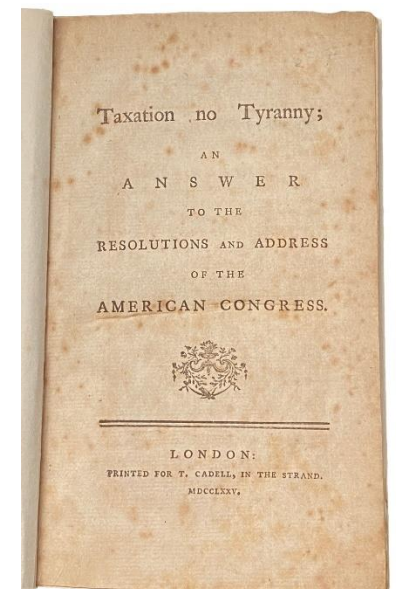 Taxation no Tyranny;
AN
ANSWER
TO THE
RESOLUTIONS AND ADDRESS
OF THE
AMERICAN CONGRESS.
LONDON:
PRINTED FOR T. CADELL, IN THE STRAND.
MDCCLXXV.